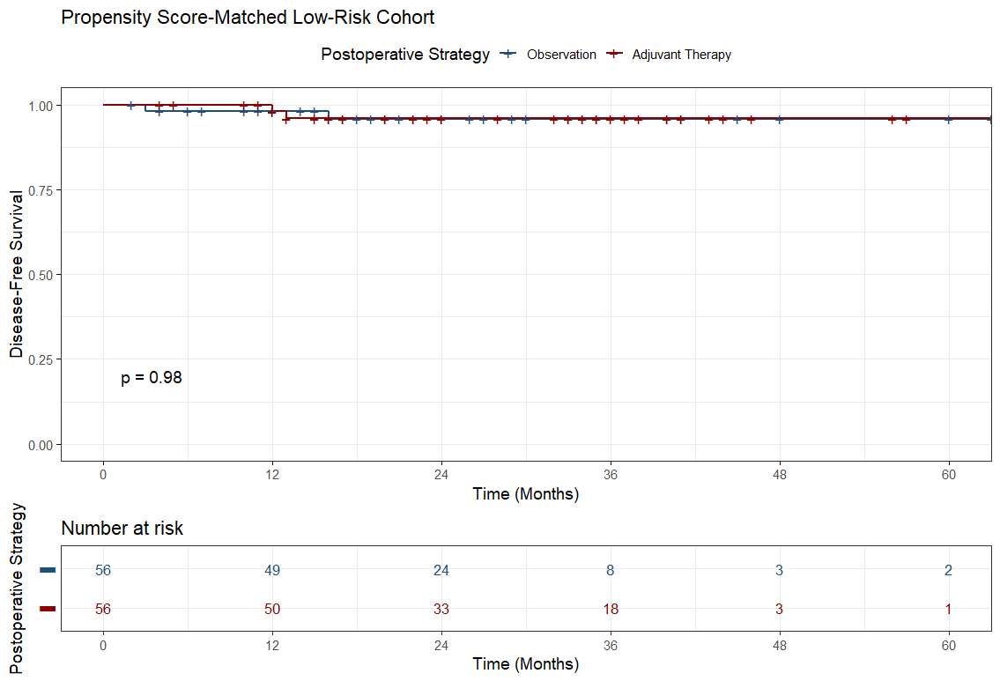 Propensity Score-Matched Low-Risk Cohort
Postoperative Strategy Observation Adjuvant Therapy
Disease-Free Survival
1.00
0.75
0.50
0.25
0.00
p = 0.98
0 12 24 36 48 60
Time (Months)
Number at risk
Postoperative Strategy
56 49 24 8 3 2
56 50 33 18 3 1
0 12 24 36 48 60
Time (Months)